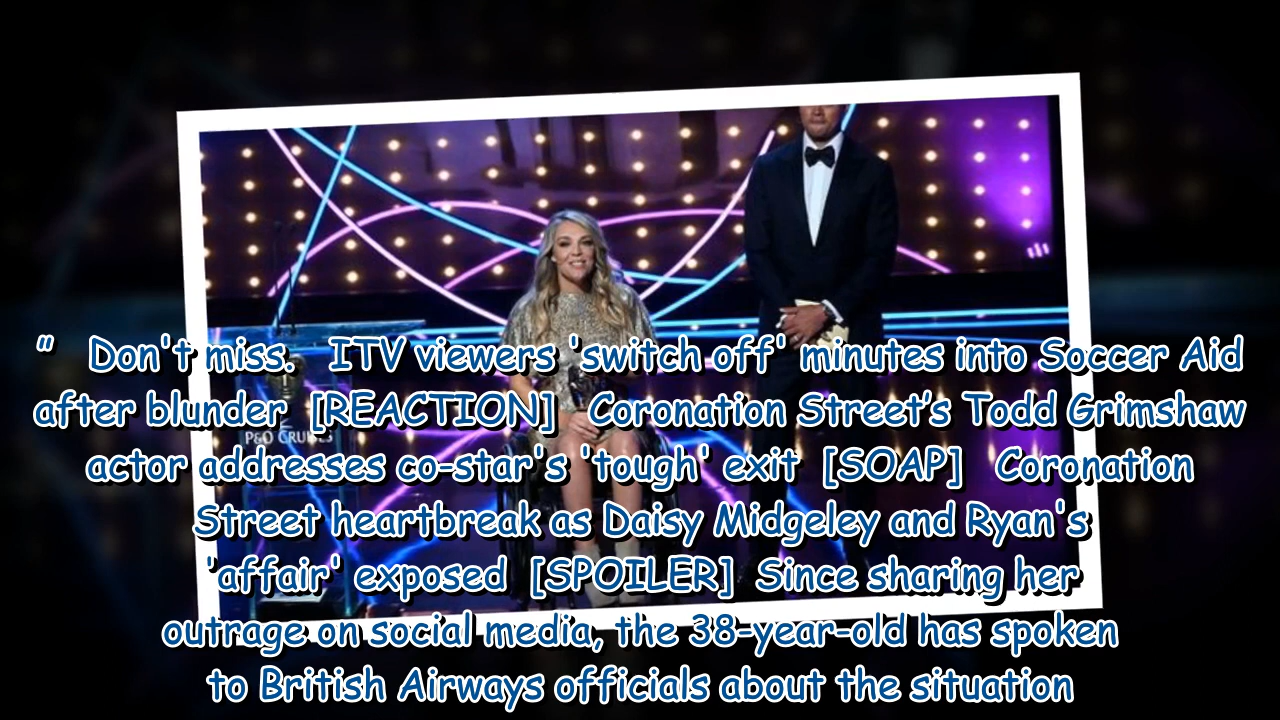 ” Don't miss. ITV viewers 'switch off' minutes into Soccer Aid
after blunder [REACTION] Coronation Street’s Todd Grimshaw
actor addresses co-star's 'tough' exit [SOAP] Coronation
Street heartbreak as Daisy Midgeley and Ryan's
'affair' exposed [SPOILER] Since sharing her
outrage on social media, the 38-year-old has spoken
to British Airways officials about the situation
P&O CRUISES